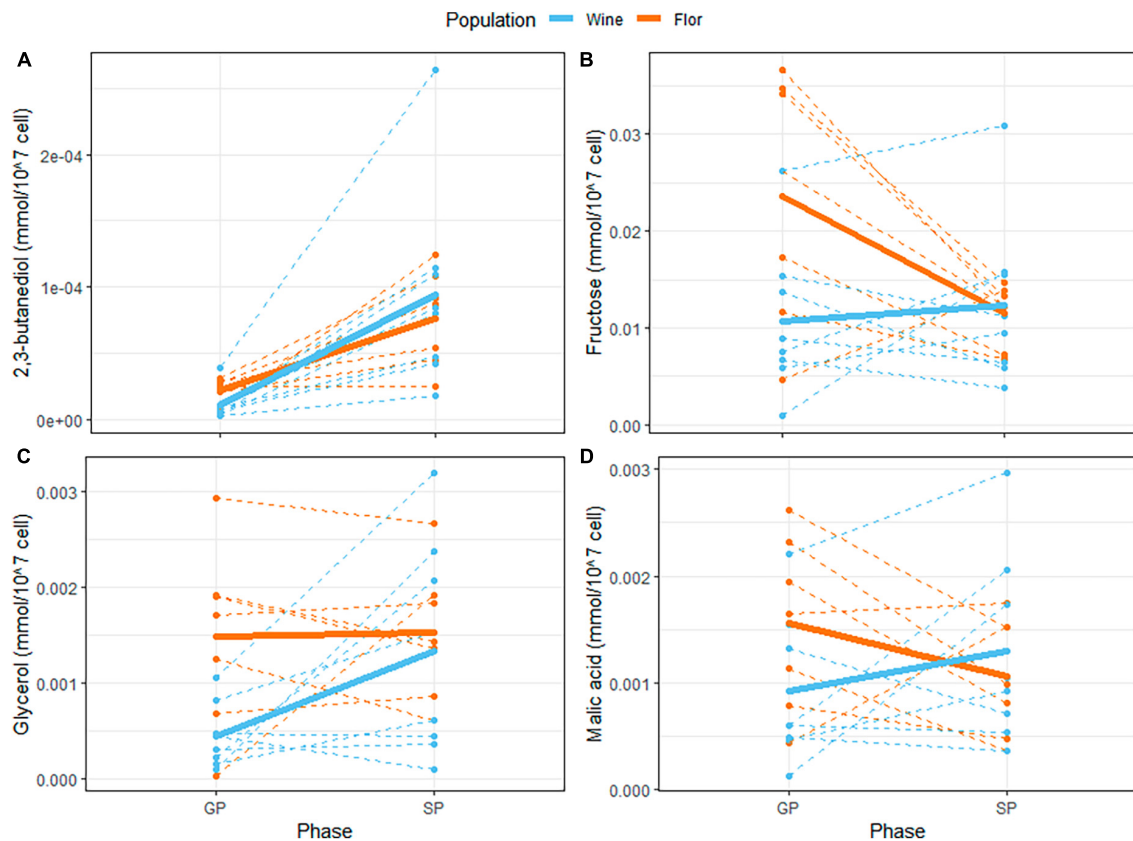 Population Wine Flor
A
2,3-butanediol (mmol/10^7 cell)
2e-04
1e-04
0e+00
B
Fructose (mmol/10^7 cell)
0.03
0.02
0.01
0.00
C
Glycerol (mmol/10^7 cell)
0.003
0.002
0.001
0.000
GP SP
Phase
D
Malic acid (mmol/10^7 cell)
0.003
0.002
0.001
0.000
GP SP
Phase